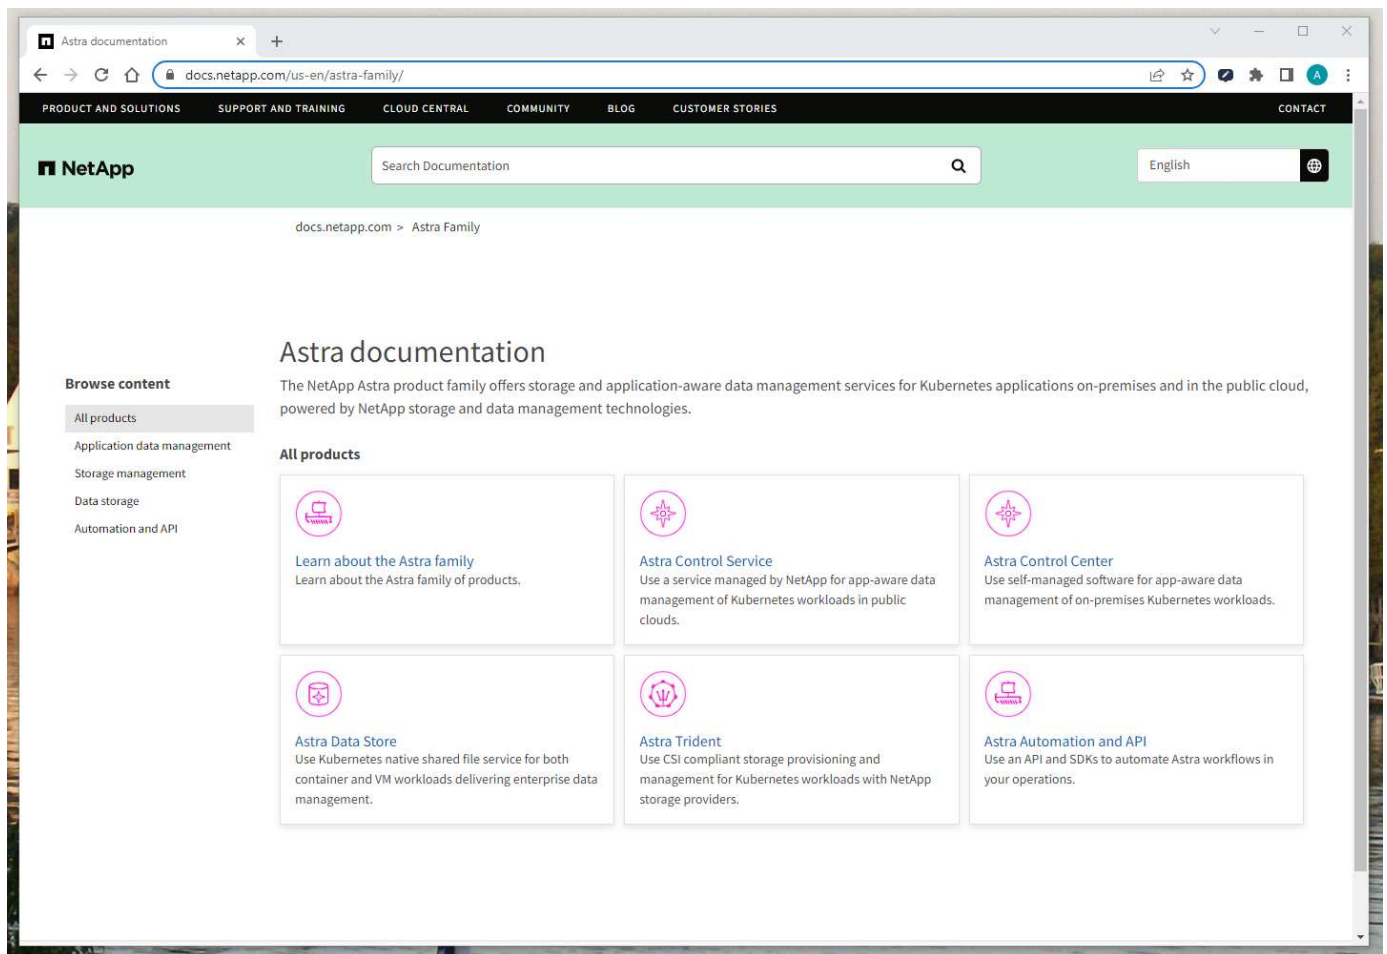 Astra documentation
docs.netapp.com/us-en/astra-family/
A
PRODUCT AND SOLUTIONS SUPPORT AND TRAINING CLOUD CENTRAL COMMUNITY BLOG CUSTOMER STORIES CONTACT
NetApp
Search Documentation
English
docs.netapp.com > Astra Family
Astra documentation
The NetApp Astra product family offers storage and application-aware data management services for Kubernetes applications on-premises and in the public cloud,
powered by NetApp storage and data management technologies.
Browse content
All products
Application data management
Storage management
Data storage
Automation and API
All products
Learn about the Astra family
Learn about the Astra family of products.
Astra Control Service
Use a service managed by NetApp for app-aware data
management of Kubernetes workloads in public
clouds.
Astra Control Center
Use self-managed software for app-aware data
management of on-premises Kubernetes workloads.
Astra Data Store
Use Kubernetes native shared file service for both
container and VM workloads delivering enterprise data
management.
Astra Trident
Use CSI compliant storage provisioning and
management for Kubernetes workloads with NetApp
storage providers.
Astra Automation and API
Use an API and SDKs to automate Astra workflows in
your operations.